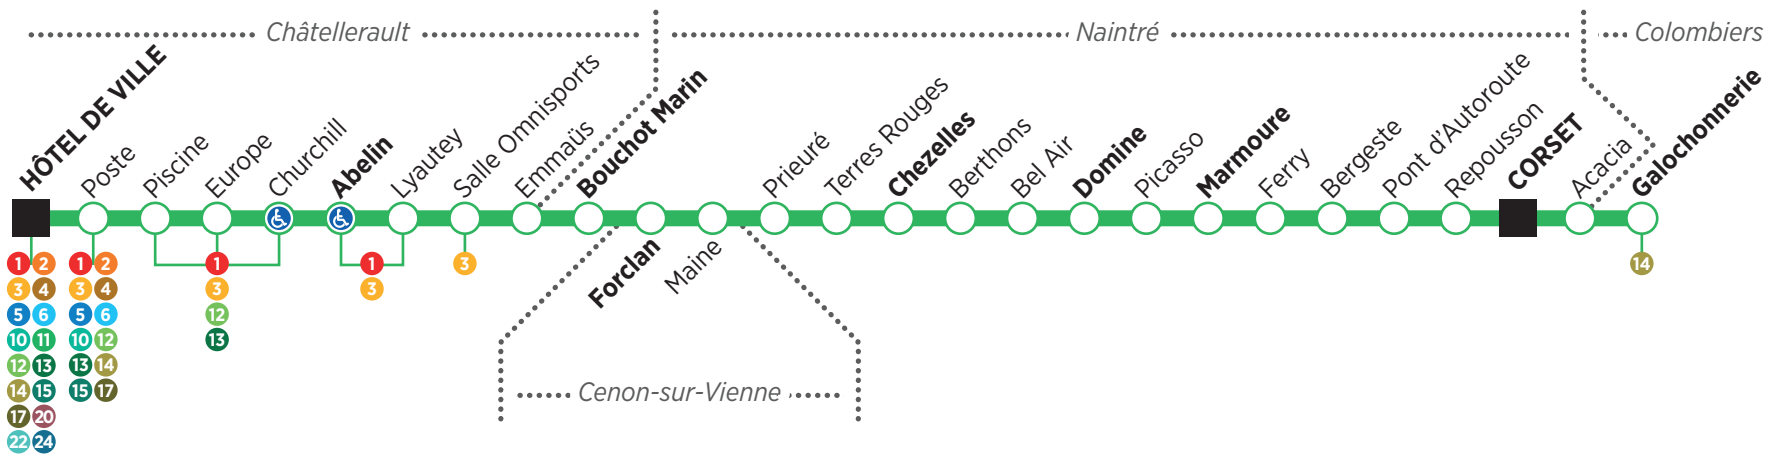 Châtellerault
Naintré
Colombiers
HÔTEL DE VILLE
Poste
Piscine
Europe
Churchill
Abelin
Lyautey
Salle Omnisports
Emmaüs
Bouchot Marin
Forclan
Maine
Prieuré
Terres Rouges
Chezelles
Berthons
Bel Air
Domine
Picasso
Marmoure
Ferry
Bergeste
Pont d'Autoroute
Repousson
CORSET
Acacia
Galochonnerie
1 2
3 4
5 6
10 11
12 13
14 15
17 20
22 24
1 2
3 4
5 6
10 12
13 14
15 17
1
3
12
13
1
3
3
14
Cenon-sur-Vienne